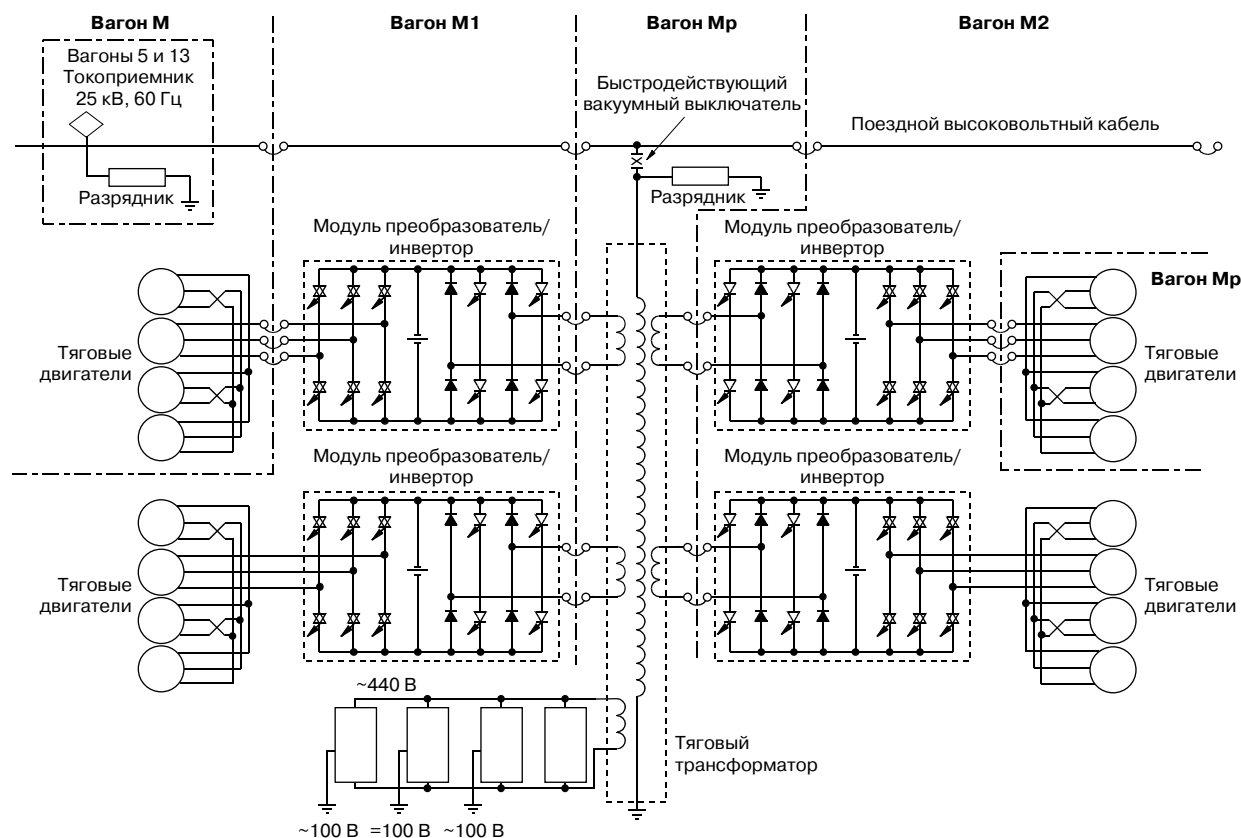 Вагон М
Вагон М1
Вагон Мр
Вагон М2
Вагоны 5 и 13
Токоприемник
25 кВ, 60 Гц
Разрядник
Быстродействующий
вакуумный выключатель
Поездной высоковольтный кабель
Разрядник
Модуль преобразователь/
инвертор
Модуль преобразователь/
инвертор
Вагон Мр
Тяговые
двигатели
Тяговые
двигатели
Модуль преобразователь/
инвертор
Модуль преобразователь/
инвертор
Тяговые
двигатели
Тяговые
двигатели
~440 В
Тяговый
трансформатор
~100 В =100 В ~100 В